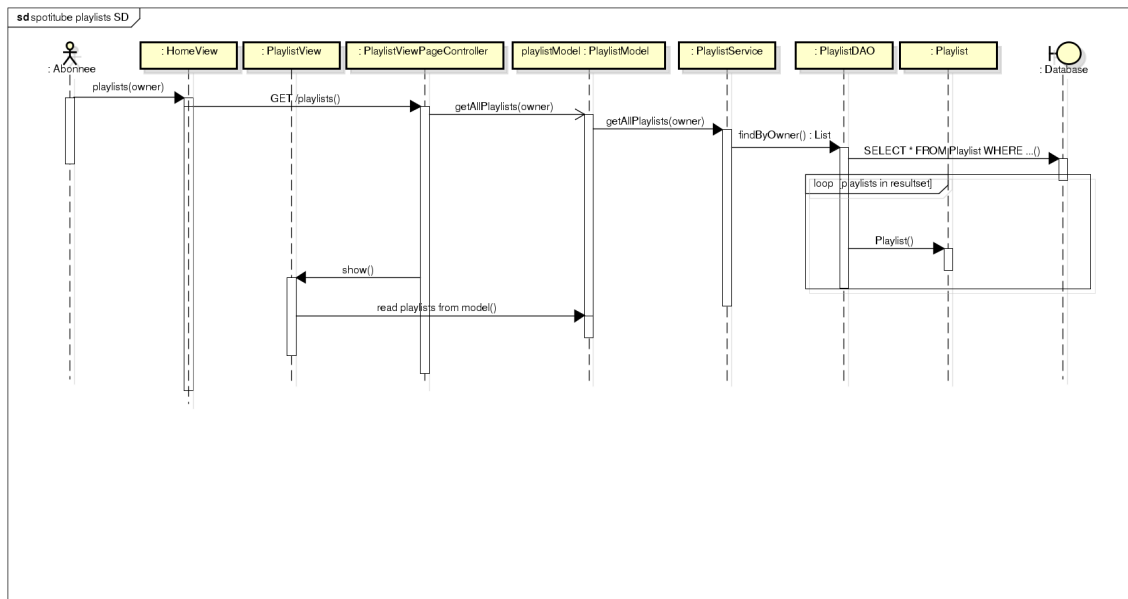 sd spotitube playlists SD
: Abonnee
: HomeView
: PlaylistView
: PlaylistViewPageController
playlistModel : PlaylistModel
: PlaylistService
: PlaylistDAO
: Playlist
: Database
playlists(owner)
GET /playlists()
getAllPlaylists(owner)
getAllPlaylists(owner)
findByOwner() : List
SELECT * FROM Playlist WHERE ...()
loop [playlists in resultset]
Playlist()
show()
read playlists from model()